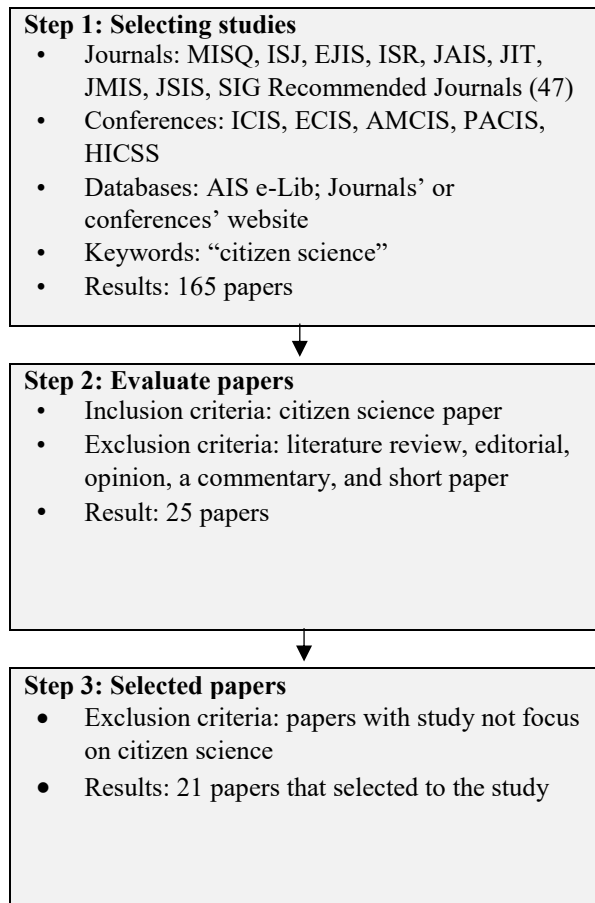 Step 1: Selecting studies
• Journals: MISQ, ISJ, EJIS, ISR, JAIS, JIT,
JMIS, JSIS, SIG Recommended Journals (47)
• Conferences: ICIS, ECIS, AMCIS, PACIS,
HICSS
• Databases: AIS e-Lib; Journals’ or
conferences’ website
• Keywords: “citizen science”
• Results: 165 papers
Step 2: Evaluate papers
• Inclusion criteria: citizen science paper
• Exclusion criteria: literature review, editorial,
opinion, a commentary, and short paper
• Result: 25 papers
Step 3: Selected papers
• Exclusion criteria: papers with study not focus
on citizen science
• Results: 21 papers that selected to the study